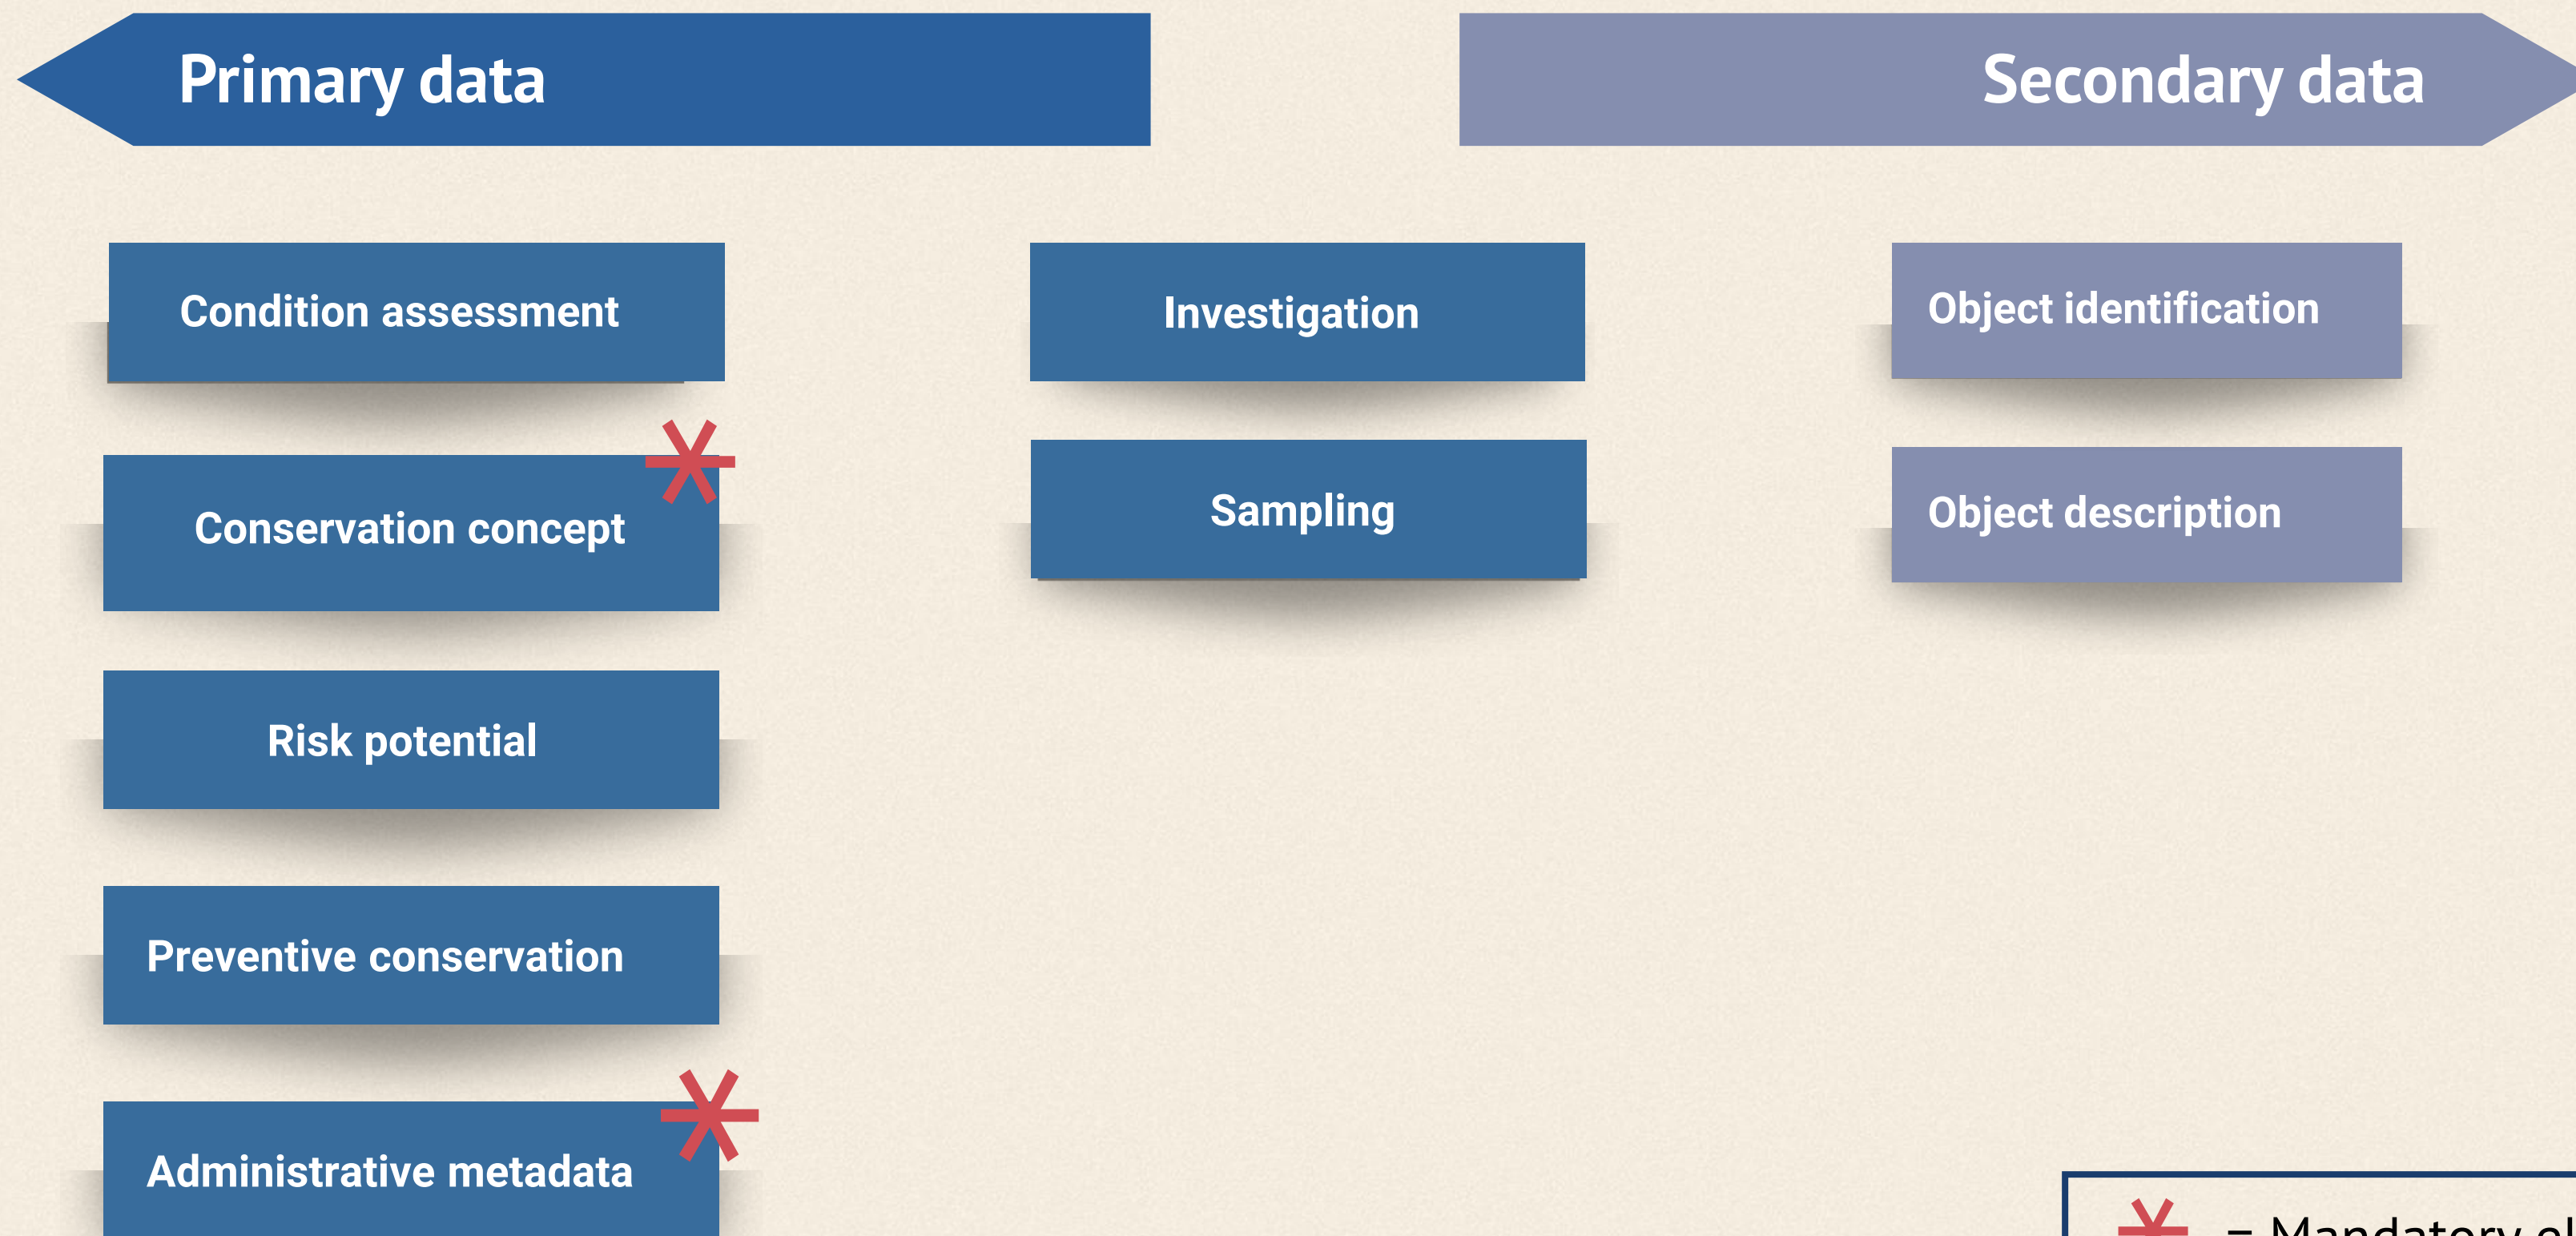 Primary data
Secondary data
Condition assessment
Investigation
Object identification
Conservation concept
Sampling
Object description
Risk potential
Preventive conservation
Administrative metadata
= Mandatory